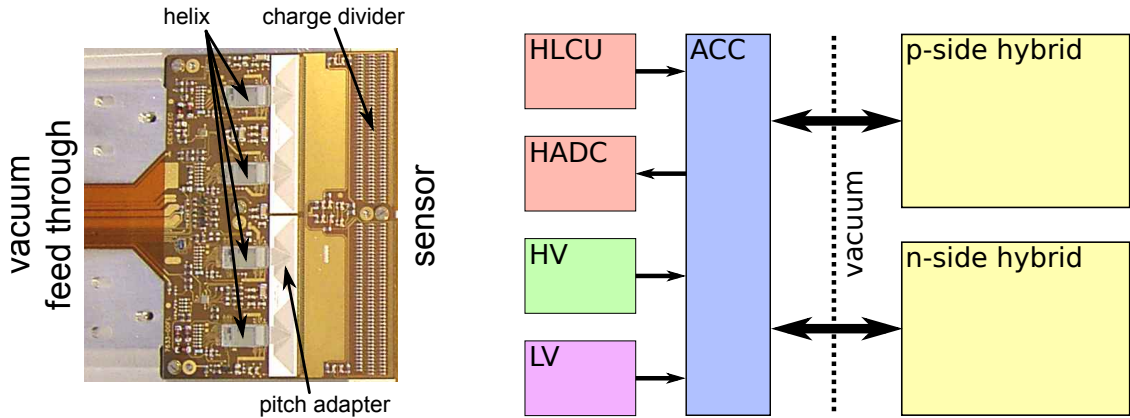 helix
charge divider
vacuum
feed through
sensor
pitch adapter
HLCU
ACC
HADC
HV
LV
vacuum
p-side hybrid
n-side hybrid